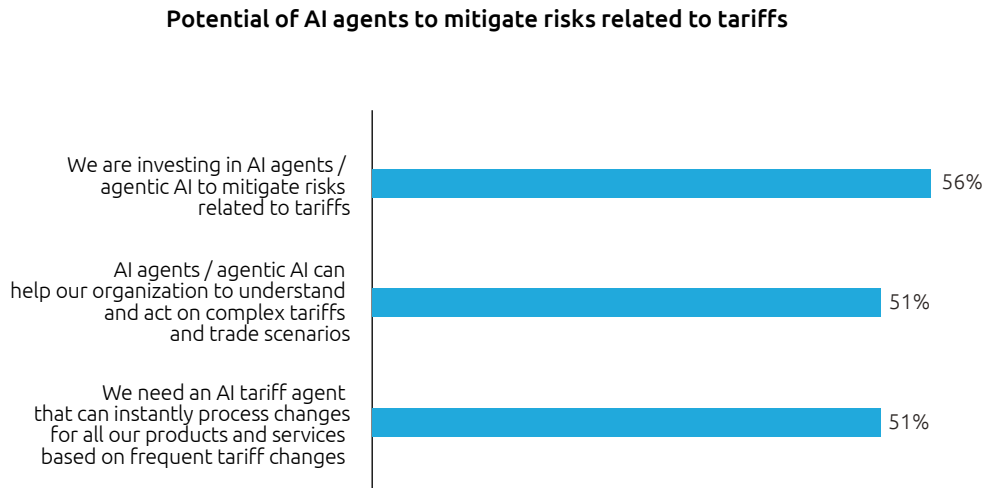 Potential of AI agents to mitigate risks related to tariffs
We are investing in AI agents /
agentic AI to mitigate risks
related to tariffs
56%
AI agents / agentic AI can
help our organization to understand
and act on complex tariffs
and trade scenarios
51%
We need an AI tariff agent
that can instantly process changes
for all our products and services
based on frequent tariff changes
51%